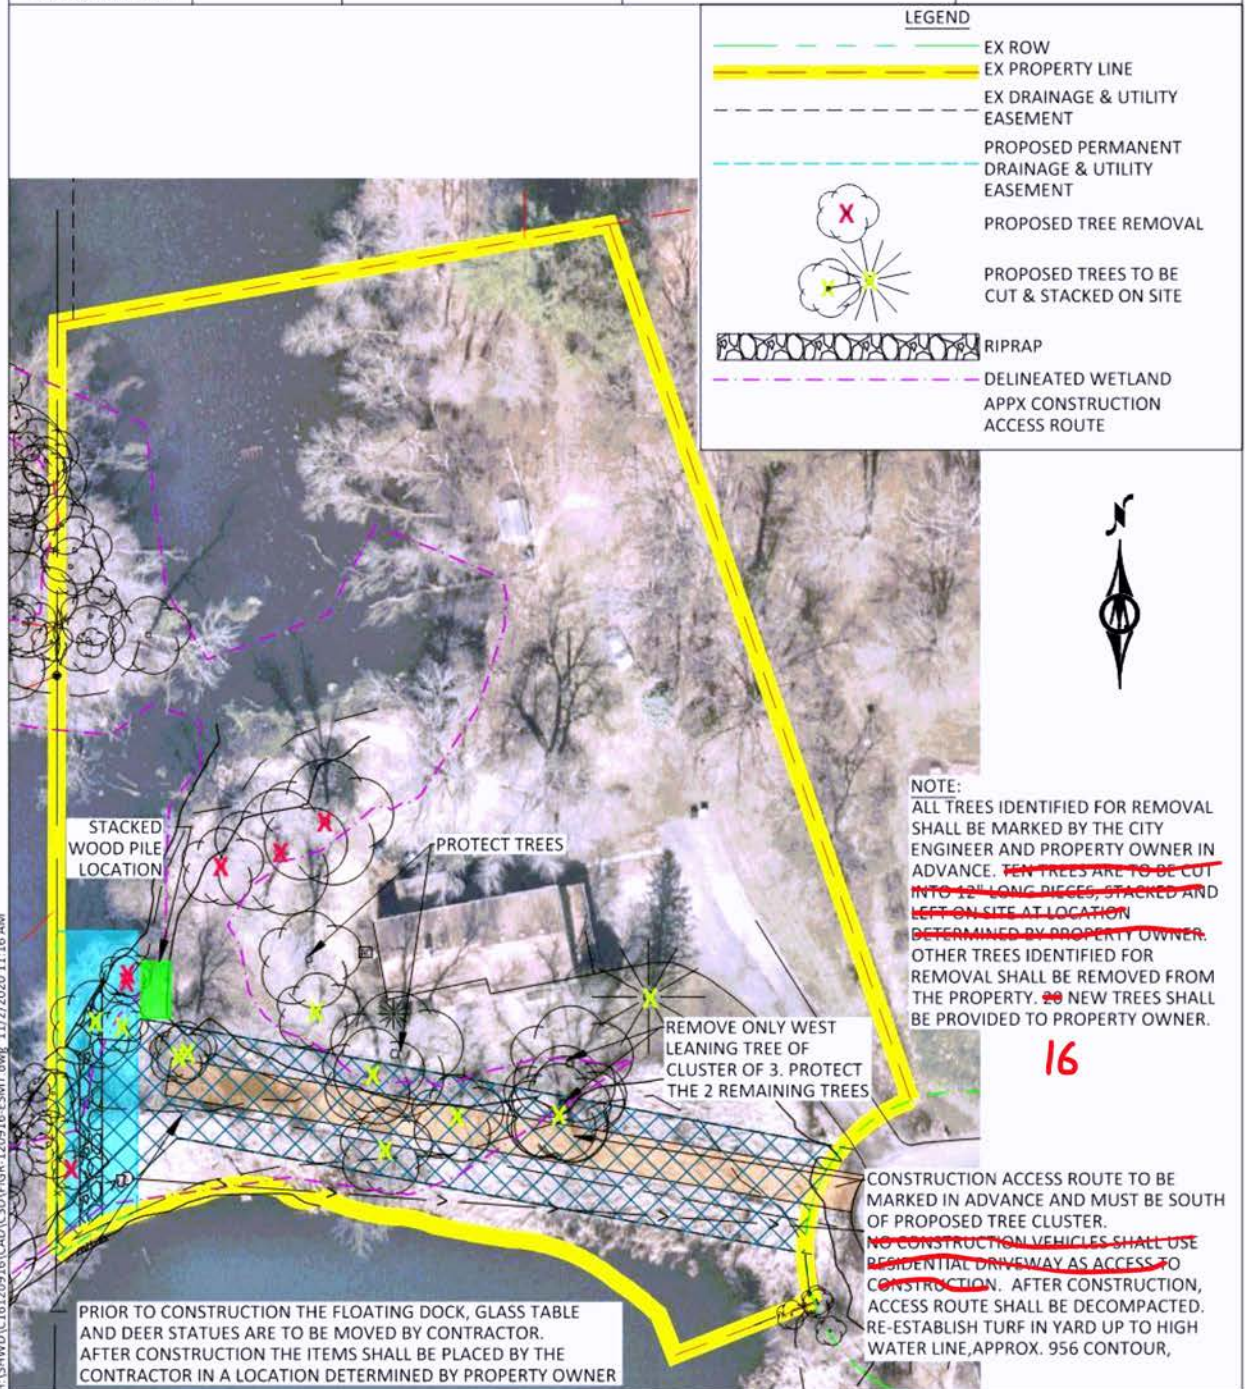 LEGEND
EX ROW
EX PROPERTY LINE
EX DRAINAGE & UTILITY
EASEMENT
PROPOSED PERMANENT
DRAINAGE & UTILITY
EASEMENT
PROPOSED TREE REMOVAL
PROPOSED TREES TO BE
CUT & STACKED ON SITE
RIPRAP
DELINEATED WETLAND
APPX CONSTRUCTION
ACCESS ROUTE
N
NOTE:
ALL TREES IDENTIFIED FOR REMOVAL
SHALL BE MARKED BY THE CITY
ENGINEER AND PROPERTY OWNER IN
ADVANCE. TEN TREES ARE TO BE CUT
INTO 12" LONG PIECES, STACKED AND
LEFT ON SITE AT LOCATION
DETERMINED BY PROPERTY OWNER.
OTHER TREES IDENTIFIED FOR
REMOVAL SHALL BE REMOVED FROM
THE PROPERTY. 20 NEW TREES SHALL
BE PROVIDED TO PROPERTY OWNER.
16
STACKED
WOOD PILE
LOCATION
PROTECT TREES
REMOVE ONLY WEST
LEANING TREE OF
CLUSTER OF 3. PROTECT
THE 2 REMAINING TREES
CONSTRUCTION ACCESS ROUTE TO BE
MARKED IN ADVANCE AND MUST BE SOUTH
OF PROPOSED TREE CLUSTER.
NO CONSTRUCTION VEHICLES SHALL USE
RESIDENTIAL DRIVEWAY AS ACCESS TO
CONSTRUCTION. AFTER CONSTRUCTION,
ACCESS ROUTE SHALL BE DECOMPACTED.
RE-ESTABLISH TURF IN YARD UP TO HIGH
WATER LINE,APPROX. 956 CONTOUR,
PRIOR TO CONSTRUCTION THE FLOATING DOCK, GLASS TABLE
AND DEER STATUES ARE TO BE MOVED BY CONTRACTOR.
AFTER CONSTRUCTION THE ITEMS SHALL BE PLACED BY THE
CONTRACTOR IN A LOCATION DETERMINED BY PROPERTY OWNER
11/27/2020 11:16 AM